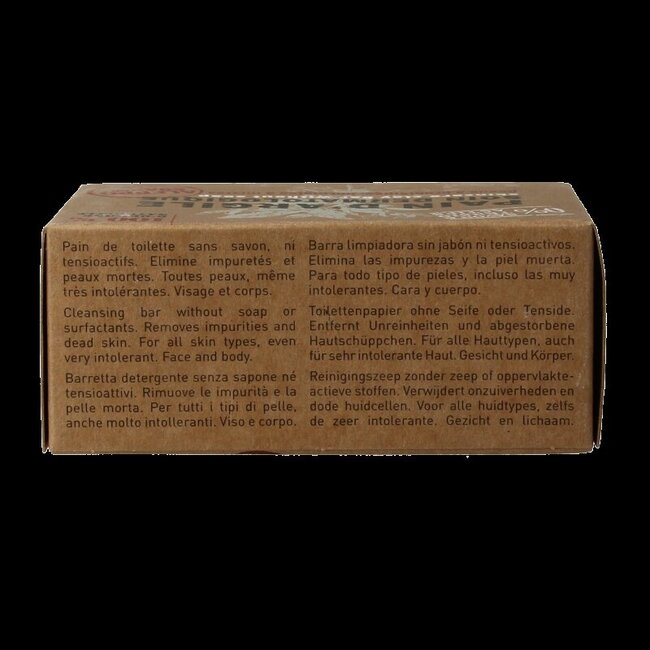 PAIN D'ARGILE
Pain de toilette sans savon, ni
tensioactifs. Elimine impuretés et
peaux mortes. Toutes peaux, même
très intolérantes. Visage et corps.
Cleansing bar without soap or
surfactants. Removes impurities and
dead skin. For all skin types, even
very intolerant. Face and body.
Barretta detergente senza sapone né
tensioattivi. Rimuove le impurità e la
pelle morta. Per tutti i tipi di pelle,
anche molto intolleranti. Viso e corpo.
Barra limpiadora sin jabón ni tensioactivos.
Elimina las impurezas y la piel muerta.
Para todo tipo de pieles, incluso las muy
intolerantes. Cara y cuerpo.
Toilettenpapier ohne Seife oder Tenside.
Entfernt Unreinheiten und abgestorbene
Hautschüppchen. Für alle Hauttypen, auch
für sehr intolerante Haut. Gesicht und Körper.
Reinigingszeep zonder zeep of oppervlakte-
actieve stoffen. Verwijdert onzuiverheden en
dode huidcellen. Voor alle huidtypes, zelfs
de zeer intolerante. Gezicht en lichaam.